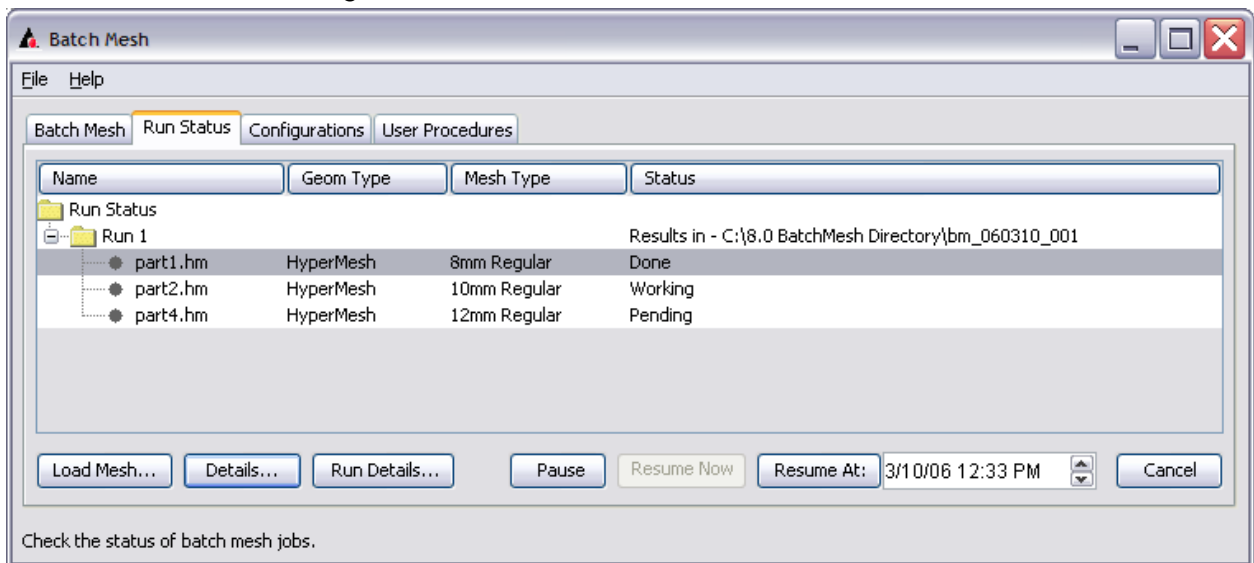 Batch Mesh
File Help
Batch Mesh Run Status Configurations User Procedures
Name Geom Type Mesh Type Status
Run Status
Run 1 Results in - C:\8.0 BatchMesh Directory\bm_060310_001
part1.hm HyperMesh 8mm Regular Done
part2.hm HyperMesh 10mm Regular Working
part4.hm HyperMesh 12mm Regular Pending
Load Mesh... Details... Run Details... Pause Resume Now Resume At: 3/10/06 12:33 PM Cancel
Check the status of batch mesh jobs.